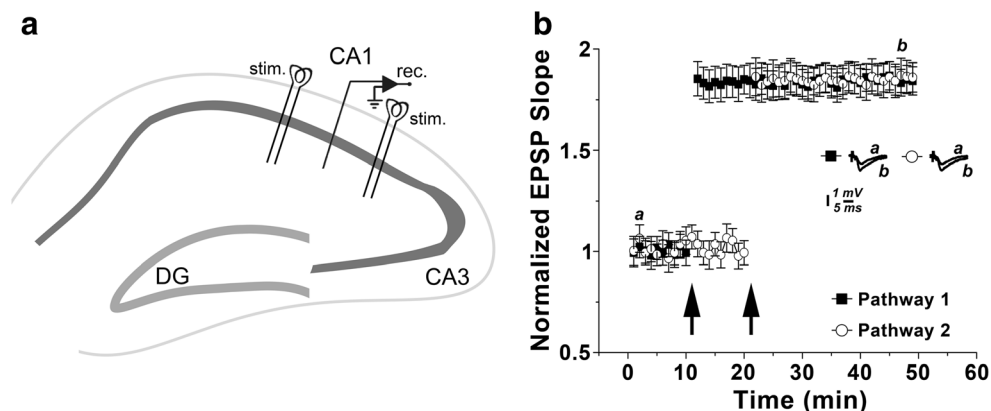 a
stim.
CA1
rec.
stim.
DG
CA3
b
Normalized EPSP Slope
2
1.5
1
0.5
a
b
a
b
a
b
1 mV
5 ms
Pathway 1
Pathway 2
0
10
20
30
40
50
60
Time (min)